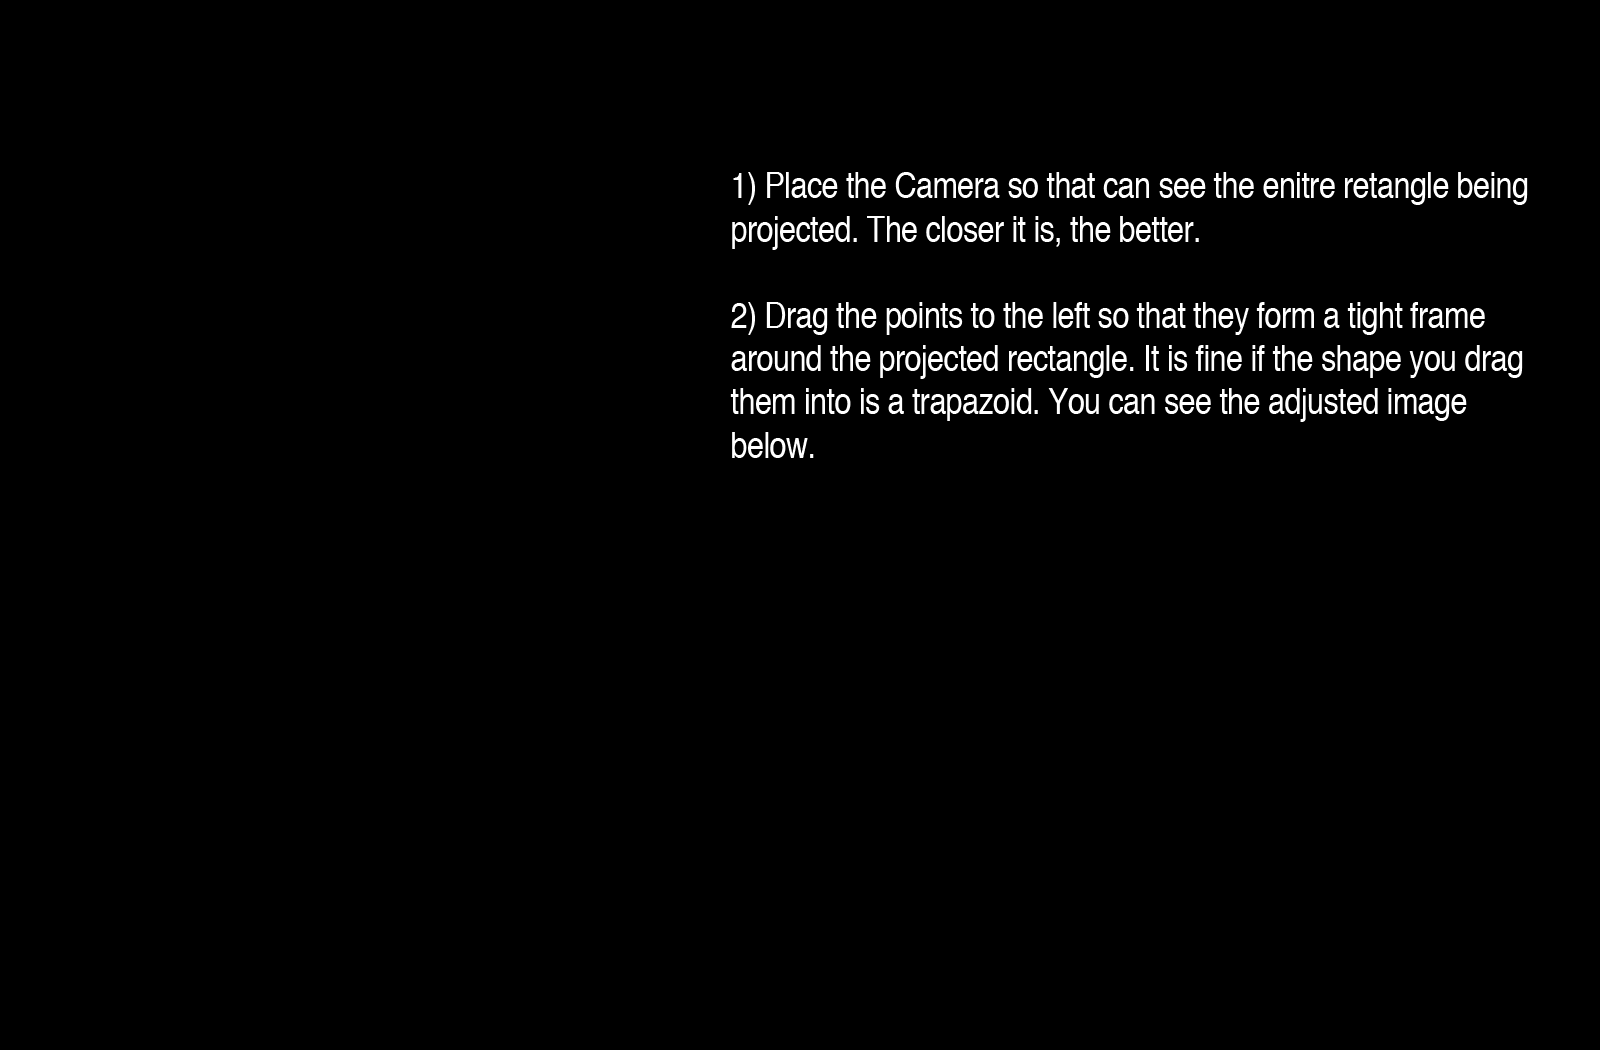 1) Place the Camera so that can see the enitre retangle being
projected. The closer it is, the better.
2) Drag the points to the left so that they form a tight frame
around the projected rectangle. It is fine if the shape you drag
them into is a trapazoid. You can see the adjusted image
below.